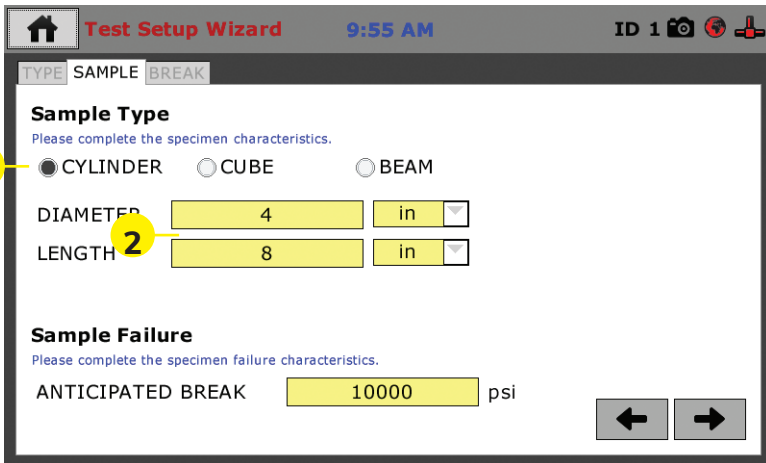 Test Setup Wizard 9:55 AM ID 1
TYPE SAMPLE BREAK
Sample Type
Please complete the specimen characteristics.
CYLINDER CUBE BEAM
DIAMETER 4 in
2
LENGTH 8 in
Sample Failure
Please complete the specimen failure characteristics.
ANTICIPATED BREAK 10000 psi